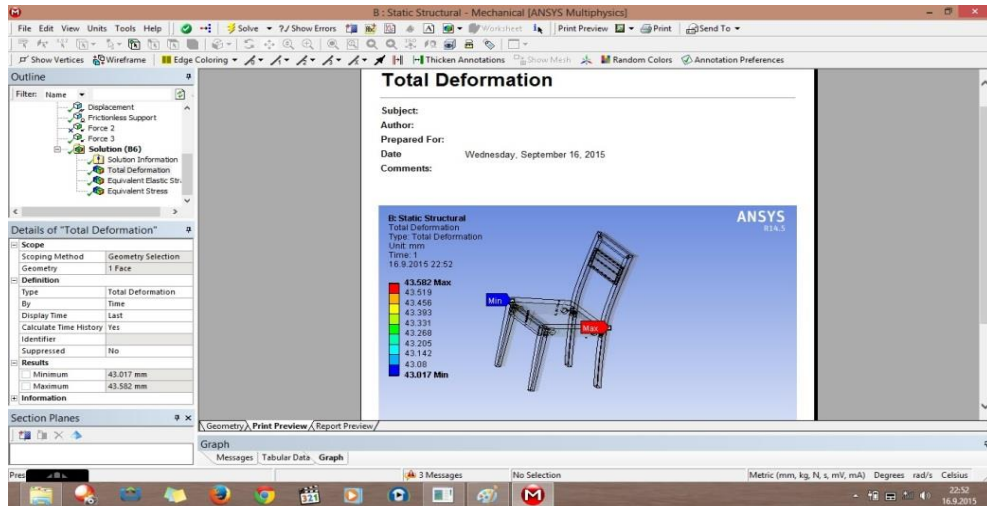 B : Static Structural - Mechanical [ANSYS Multiphysics]
File Edit View Units Tools Help Solve ?/ Show Errors Worksheet Print Preview Print Send To
Show Vertices Wireframe Edge Coloring Thicken Annotations Show Mesh Random Colors Annotation Preferences
Outline
Filter: Name
Displacement
Frictionless Support
Force 2
Force 3
Solution (B6)
Solution Information
Total Deformation
Equivalent Elastic Str
Equivalent Stress
Details of "Total Deformation"
Scope
Scoping Method Geometry Selection
Geometry 1 Face
Definition
Type Total Deformation
By Time
Display Time Last
Calculate Time History Yes
Identifier
Suppressed No
Results
Minimum 43.017 mm
Maximum 43.582 mm
Information
Section Planes
Total Deformation
Subject:
Author:
Prepared For:
Date Wednesday, September 16, 2015
Comments:
B: Static Structural
Total Deformation
Type: Total Deformation
Unit: mm
Time: 1
16.9.2015 22:52
43.582 Max
43.519
43.456
43.393
43.331
43.268
43.205
43.142
43.08
43.017 Min
ANSYS
R14.5
Min
Max
Geometry Print Preview Report Preview
Graph
Messages Tabular Data Graph
Pres
3 Messages No Selection Metric (mm, kg, N, s, mV, mA) Degrees rad/s Celsius
321
22:52
16.9.2015